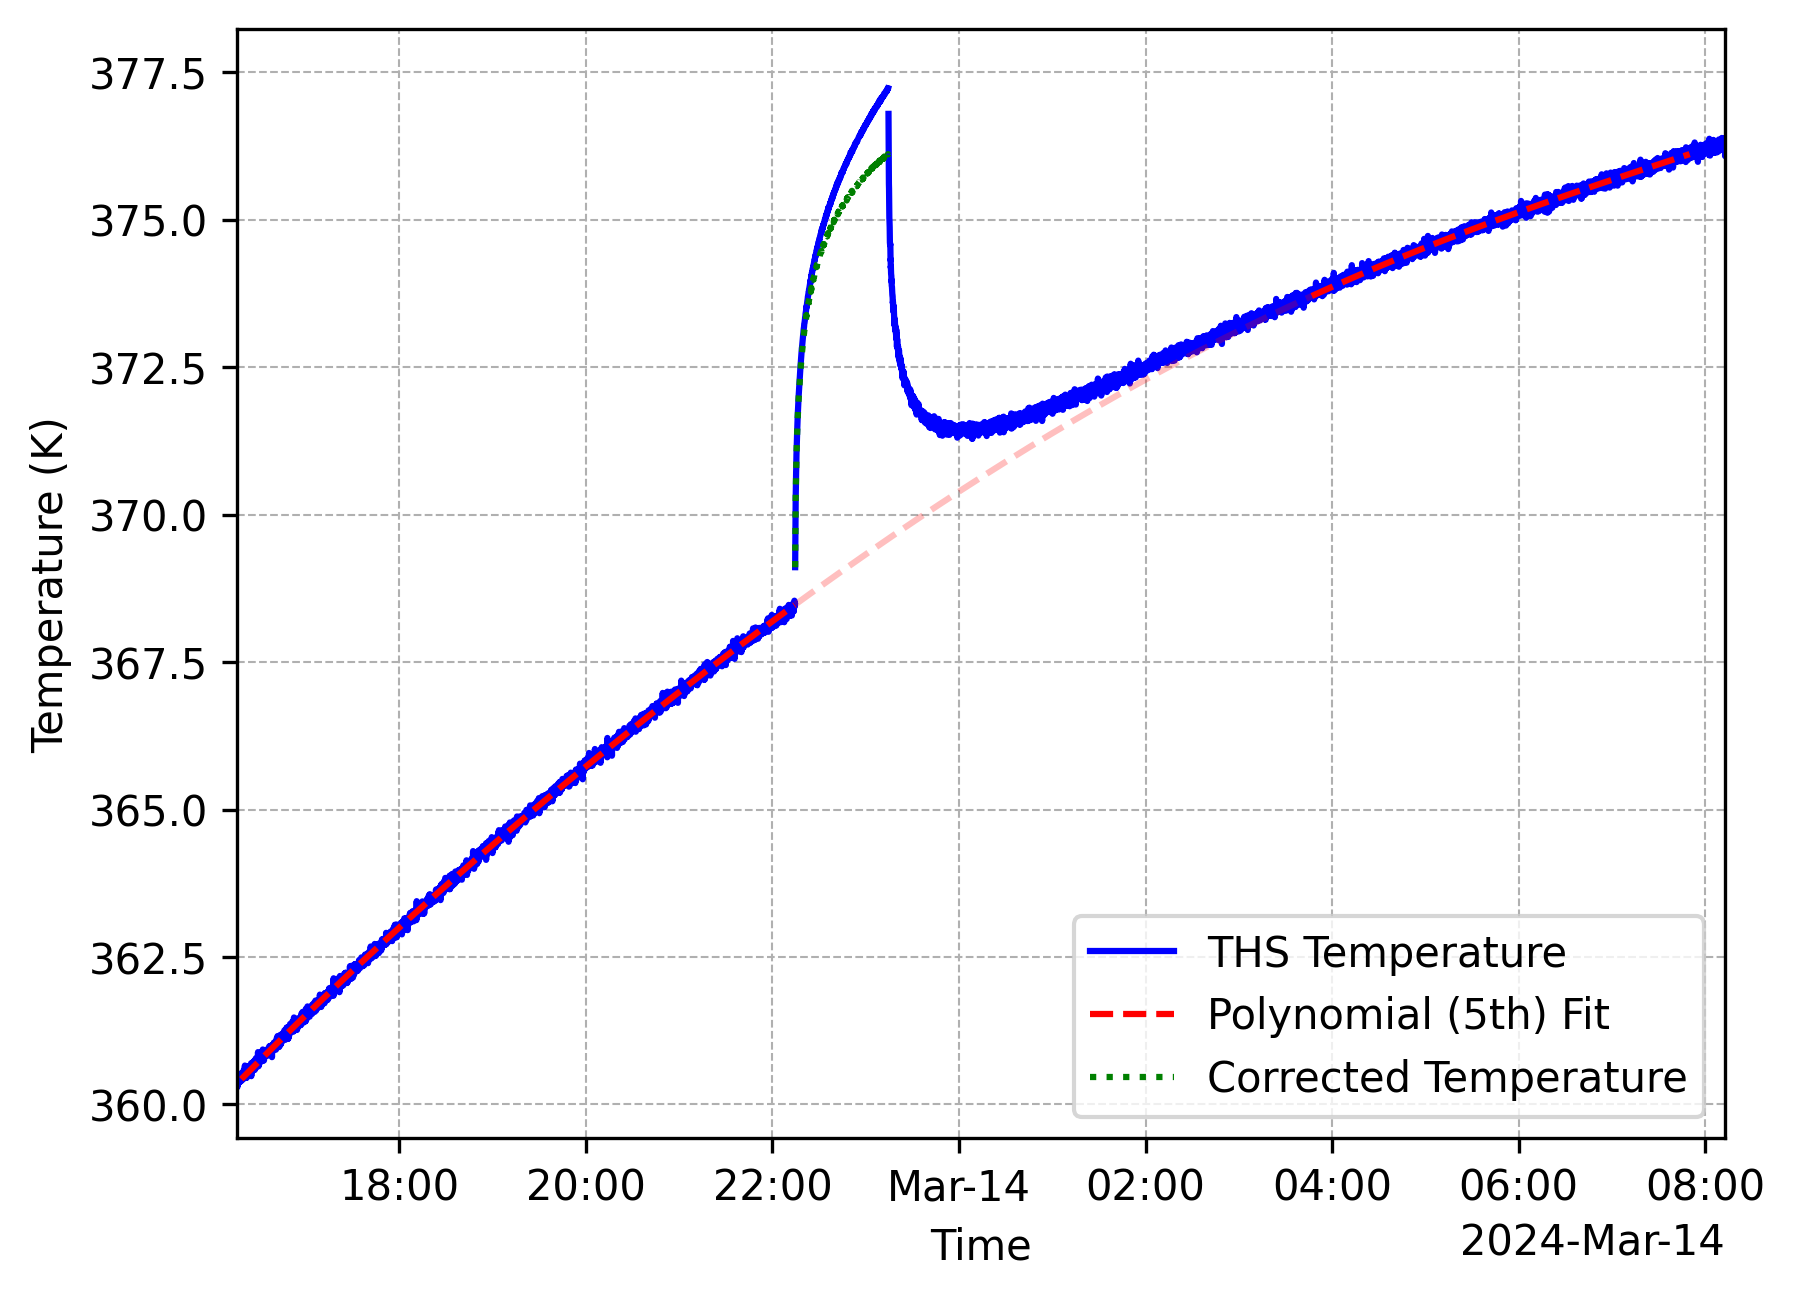 377.5
375.0
372.5
370.0
367.5
365.0
362.5
360.0
Temperature (K)
THS Temperature
Polynomial (5th) Fit
Corrected Temperature
18:00 20:00 22:00 Mar-14 02:00 04:00 06:00 08:00
Time
2024-Mar-14